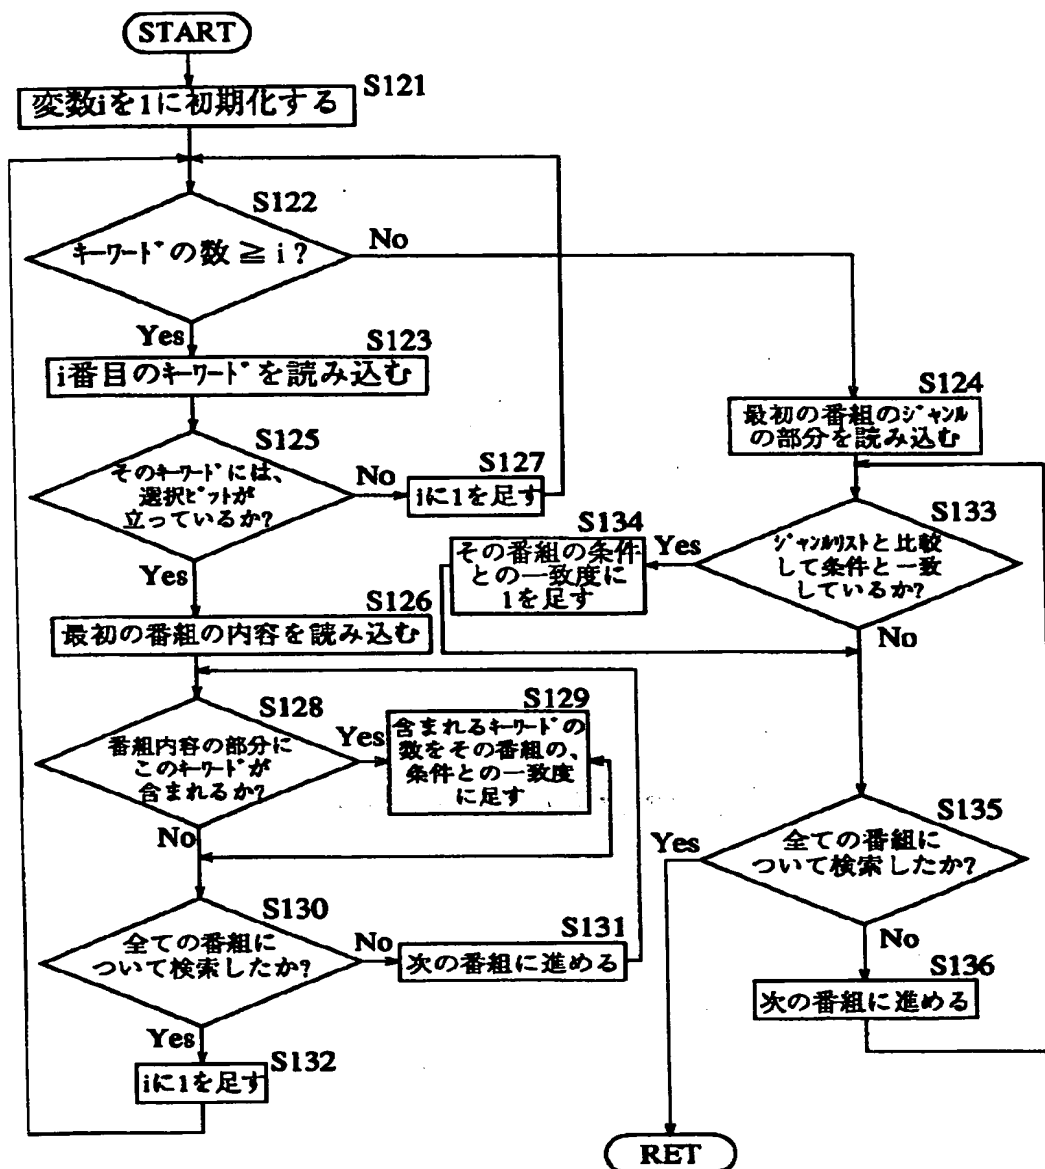 START
S121
変数iを1に初期化する
S122
キーワードの数 ≧ i ?
No
Yes
S123
i番目のキーワードを読み込む
S125
そのキーワードには、
選択ビットが
立っているか?
No
S127
iに1を足す
Yes
S126
最初の番組の内容を読み込む
S128
番組内容の部分に
このキーワードが
含まれるか?
Yes
S129
含まれるキーワードの
数をその番組の、
条件との一致度
に足す
No
S130
全ての番組に
ついて検索したか?
No
S131
次の番組に進める
Yes
S132
iに1を足す
S124
最初の番組のジャンル
の部分を読み込む
S133
ジャンルリストと比較
して条件と一致
しているか?
Yes
S134
その番組の条件
との一致度に
1を足す
No
S135
全ての番組に
ついて検索したか?
Yes
No
S136
次の番組に進める
RET